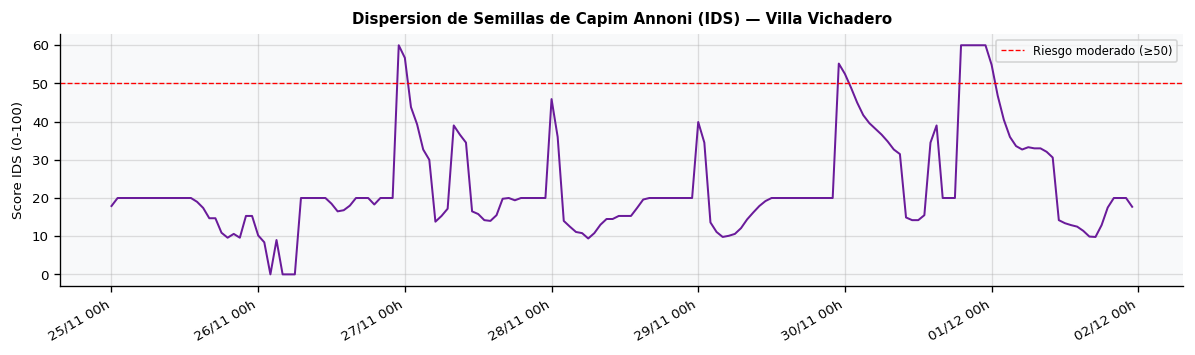 Dispersion de Semillas de Capim Annoni (IDS) — Villa Vichadero
Riesgo moderado (≥50)
Score IDS (0-100)
60
50
40
30
20
10
0
25/11 00h
26/11 00h
27/11 00h
28/11 00h
29/11 00h
30/11 00h
01/12 00h
02/12 00h